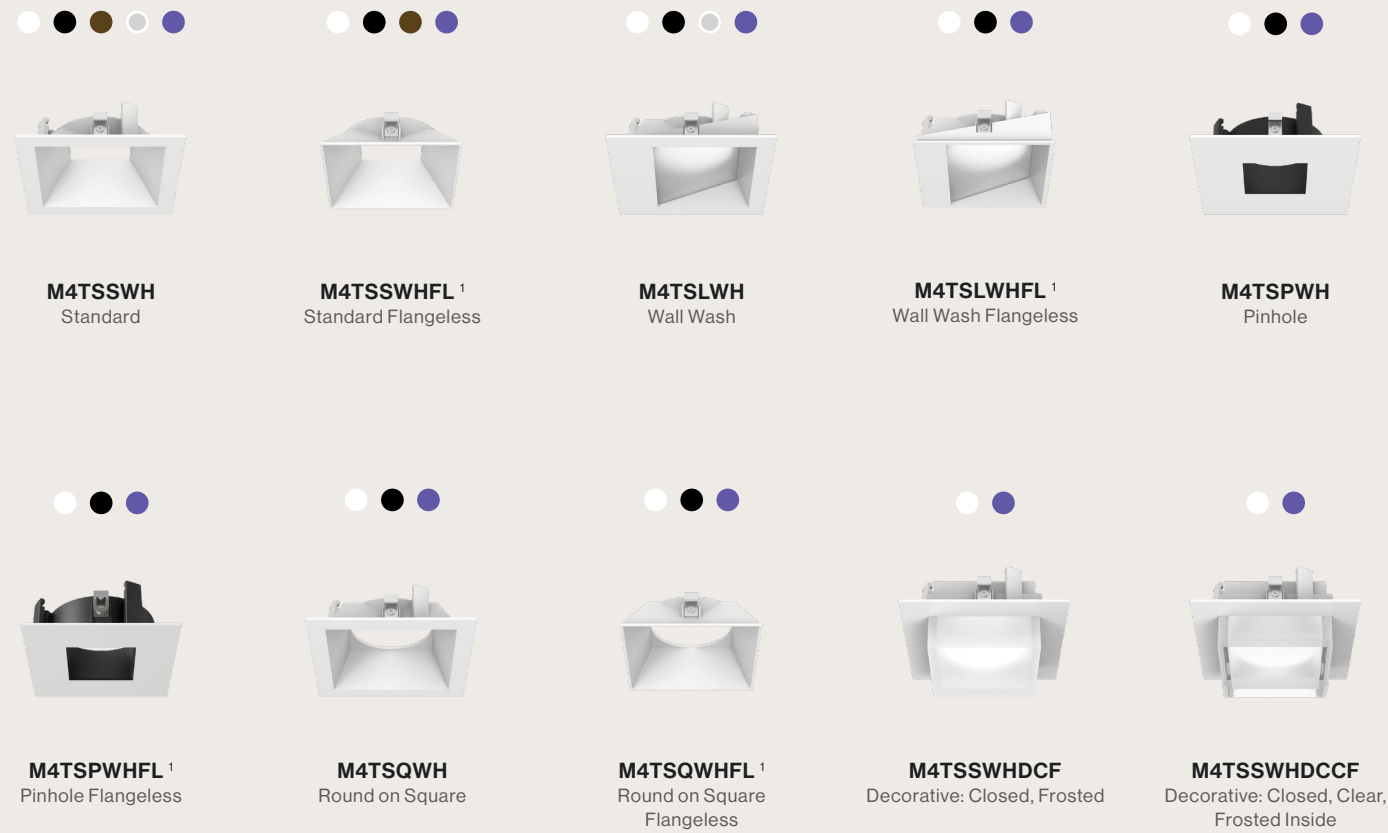 M4TSSWH
Standard
M4TSSWHFL 1
Standard Flangeless
M4TSLWH
Wall Wash
M4TSLWHFL 1
Wall Wash Flangeless
M4TSPWH
Pinhole
M4TSPWHFL 1
Pinhole Flangeless
M4TSQWH
Round on Square
M4TSQWHFL 1
Round on Square
Flangeless
M4TSSWHDCF
Decorative: Closed, Frosted
M4TSSWHDCCF
Decorative: Closed, Clear,
Frosted Inside